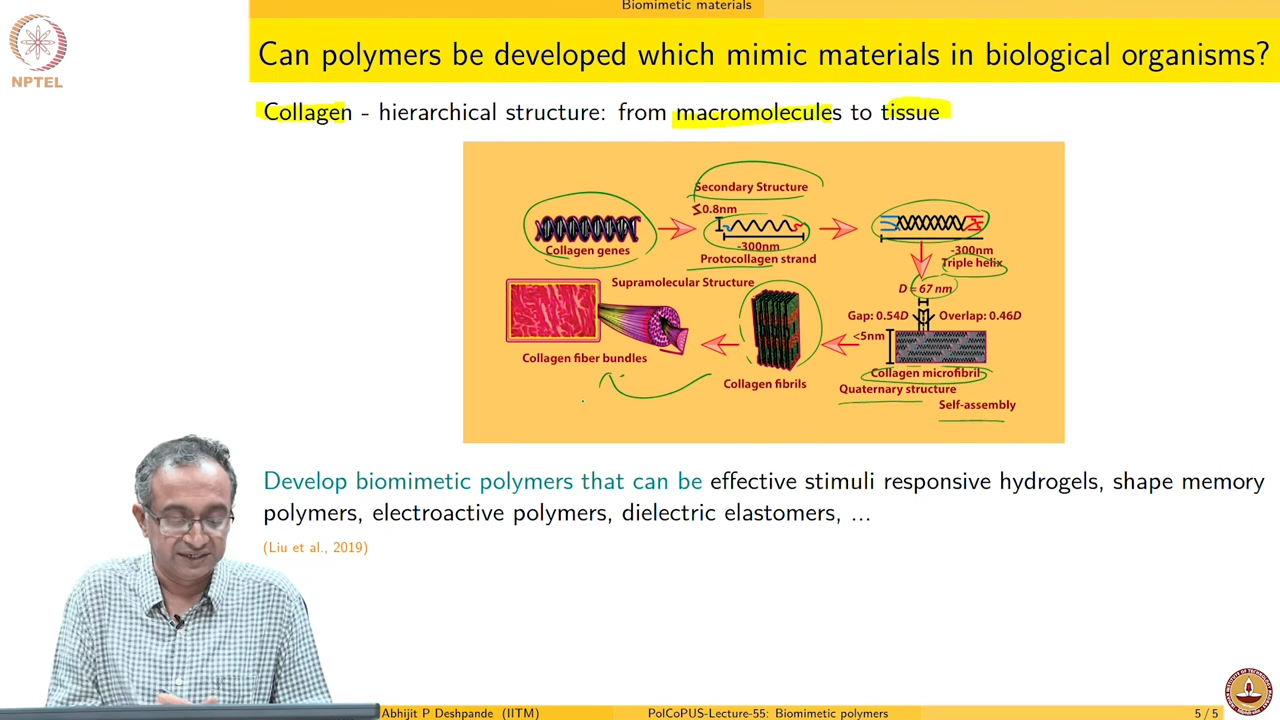 Biomimetic materials
NPTEL
Can polymers be developed which mimic materials in biological organisms?
Collagen - hierarchical structure: from macromolecules to tissue
Secondary Structure
≤0.8nm
Collagen genes
-300nm
Protocollagen strand
-300nm
Triple helix
D = 67 nm
Gap: 0.54D
Overlap: 0.46D
<5nm
Collagen microfibril
Quaternary structure
Self-assembly
Supramolecular Structure
Collagen fibrils
Collagen fiber bundles
Develop biomimetic polymers that can be effective stimuli responsive hydrogels, shape memory
polymers, electroactive polymers, dielectric elastomers, ...
(Liu et al., 2019)
Abhijit P Deshpande (IITM)
PolCoPUS-Lecture-55: Biomimetic polymers
5 / 5